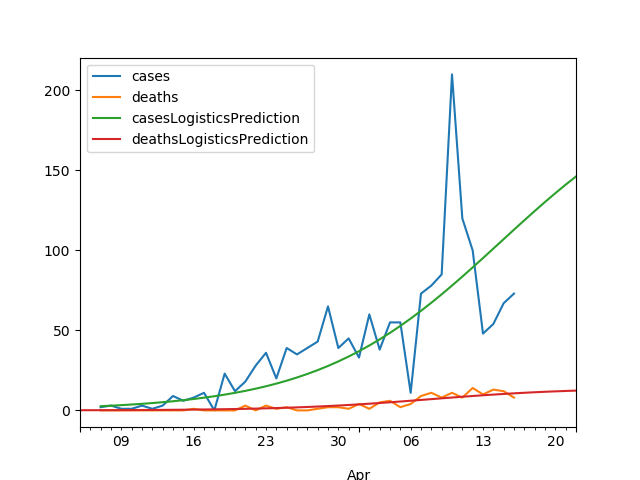 cases
deaths
casesLogisticsPrediction
deathsLogisticsPrediction
200
150
100
50
0
09 16 23 30 06 13 20
Apr